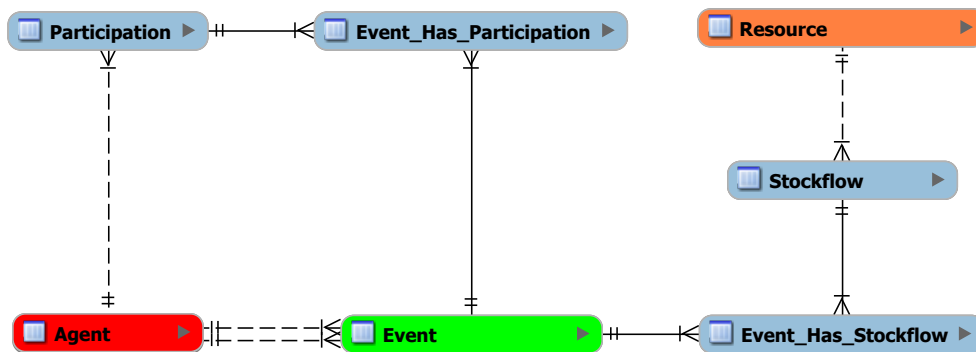 Participation
Event_Has_Participation
Resource
Stockflow
Agent
Event
Event_Has_Stockflow